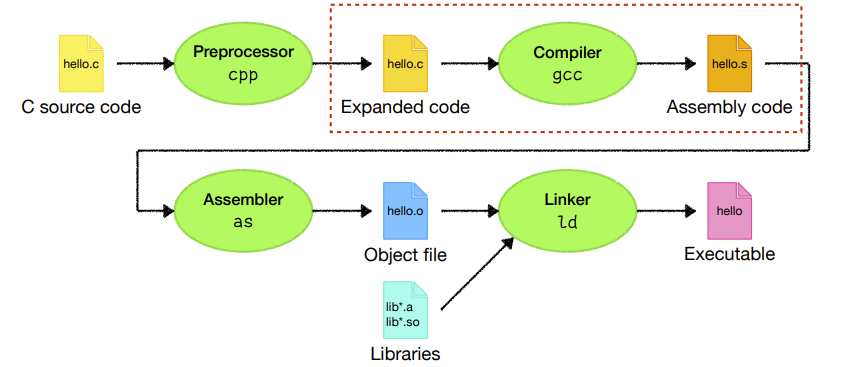 hello.c
C source code
Preprocessor
cpp
hello.c
Expanded code
Compiler
gcc
hello.s
Assembly code
Assembler
as
hello.o
Object file
Linker
ld
hello
Executable
lib*.a
lib*.so
Libraries